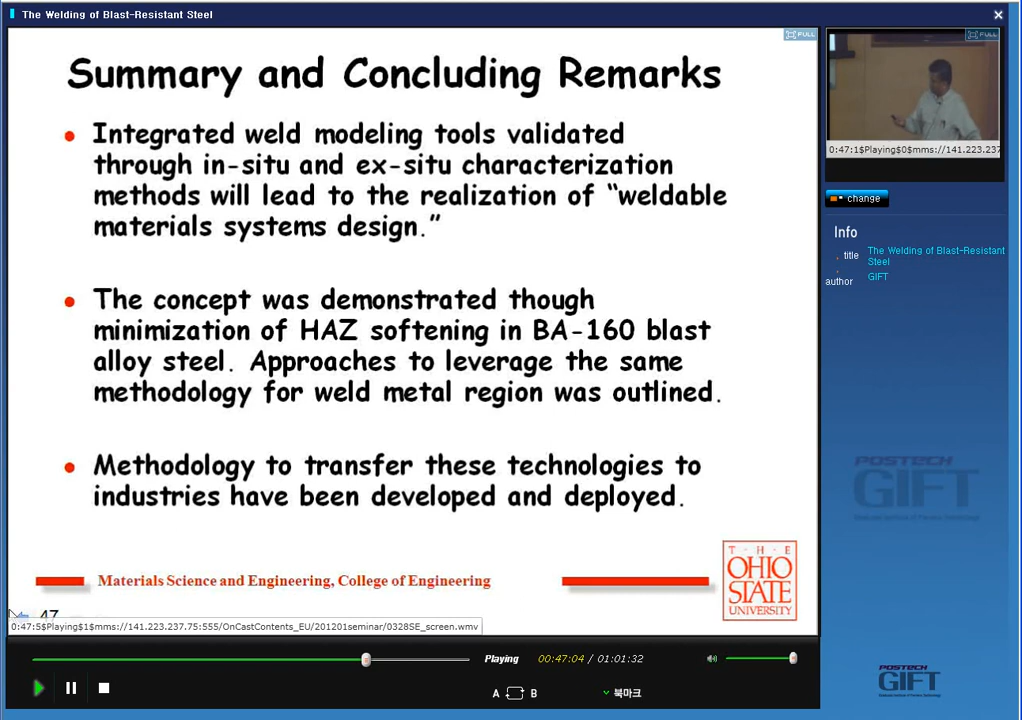 The Welding of Blast-Resistant Steel
FULL
FULL
Summary and Concluding Remarks
Integrated weld modeling tools validated
through in-situ and ex-situ characterization
methods will lead to the realization of “weldable
materials systems design.”
The concept was demonstrated though
minimization of HAZ softening in BA-160 blast
alloy steel. Approaches to leverage the same
methodology for weld metal region was outlined.
Methodology to transfer these technologies to
industries have been developed and deployed.
Materials Science and Engineering, College of Engineering
T · H · E
OHIO
STATE
UNIVERSITY
47
0:47:5$Playing$1$mms://141.223.237.75:555/OnCastContents_EU/201201seminar/0328SE_screen.wmv
0:47:1$Playing$0$mms://141.223.237
change
Info
title
The Welding of Blast-Resistant
Steel
author
GIFT
POSTECH
GIFT
Playing
00:47:04 / 01:01:32
A B
북마크
POSTECH
GIFT